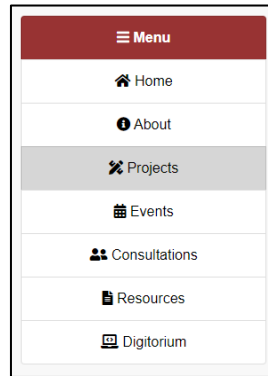 Menu
Home
About
Projects
Events
Consultations
Resources
Digitorium